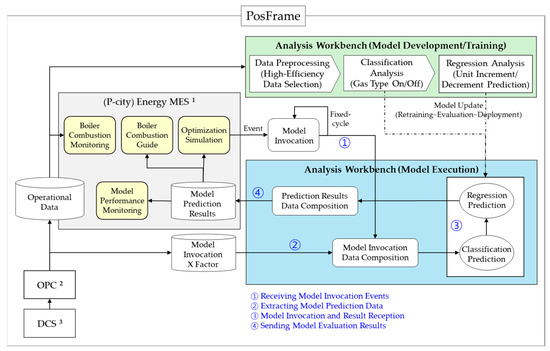 PosFrame
Analysis Workbench (Model Development/Training)
Data Preprocessing
(High-Efficiency
Data Selection)
Classification
Analysis
(Gas Type On/Off)
Regression Analysis
(Unit Increment/
Decrement Prediction)
Model Update
(Retraining–Evaluation–Deployment)
(P-city) Energy MES 1
Boiler
Combustion
Monitoring
Boiler
Combustion
Guide
Optimization
Simulation
Event
Model
Invocation
Fixed-
cycle
①
Model
Performance
Monitoring
Model
Prediction
Results
Operational
Data
Analysis Workbench (Model Execution)
④
Prediction Results
Data Composition
Regression
Prediction
③
Model
Invocation
X Factor
②
Model Invocation
Data Composition
Classification
Prediction
OPC 2
DCS 3
① Receiving Model Invocation Events
② Extracting Model Prediction Data
③ Model Invocation and Result Reception
④ Sending Model Evaluation Results